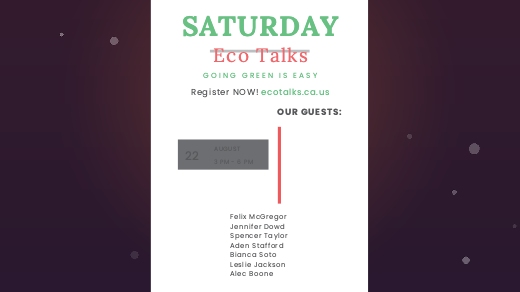 SATURDAY
Eco Talks
GOING GREEN IS EASY
Register NOW! ecotalks.ca.us
OUR GUESTS:
22
AUGUST
3 PM - 5 PM
Felix McGregor
Jennifer Dowd
Spencer Taylor
Aden Stafford
Bianca Soto
Leslie Jackson
Alec Boone